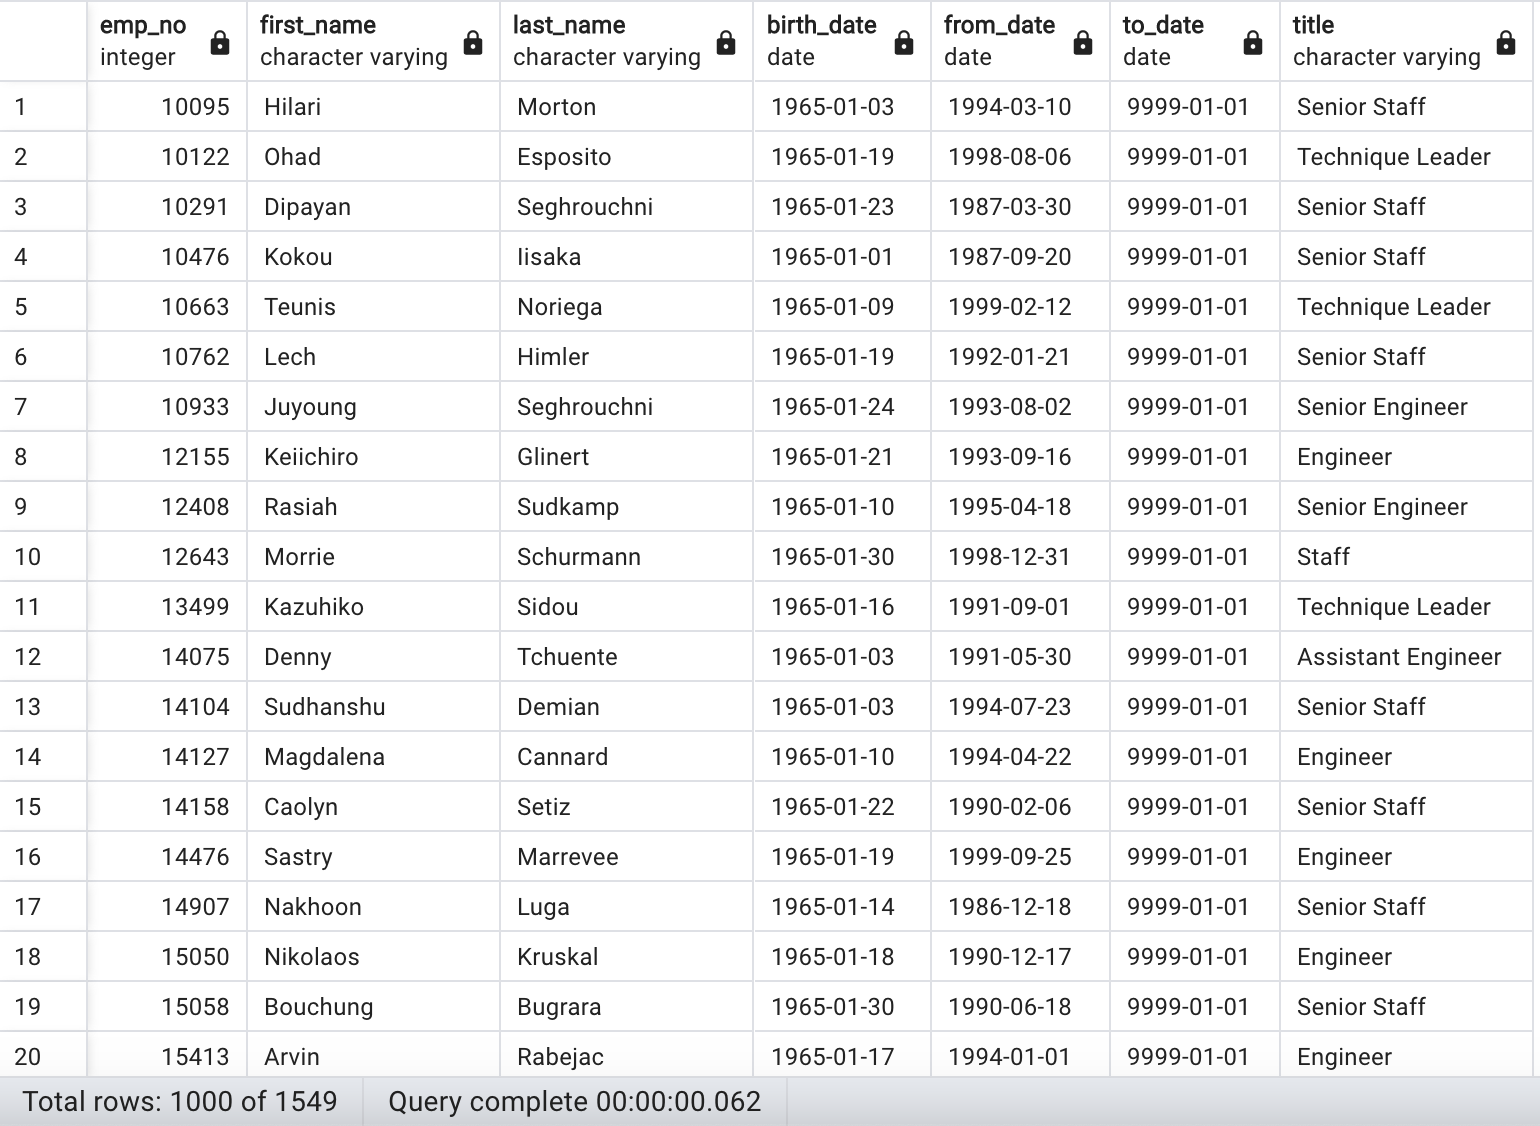 emp_no first_name last_name birth_date from_date to_date title
integer character varying character varying date date date character varying
1 10095 Hilari Morton 1965-01-03 1994-03-10 9999-01-01 Senior Staff
2 10122 Ohad Esposito 1965-01-19 1998-08-06 9999-01-01 Technique Leader
3 10291 Dipayan Seghrouchni 1965-01-23 1987-03-30 9999-01-01 Senior Staff
4 10476 Kokou Iisaka 1965-01-01 1987-09-20 9999-01-01 Senior Staff
5 10663 Teunis Noriega 1965-01-09 1999-02-12 9999-01-01 Technique Leader
6 10762 Lech Himler 1965-01-19 1992-01-21 9999-01-01 Senior Staff
7 10933 Juyoung Seghrouchni 1965-01-24 1993-08-02 9999-01-01 Senior Engineer
8 12155 Keiichiro Glinert 1965-01-21 1993-09-16 9999-01-01 Engineer
9 12408 Rasiah Sudkamp 1965-01-10 1995-04-18 9999-01-01 Senior Engineer
10 12643 Morrie Schurmann 1965-01-30 1998-12-31 9999-01-01 Staff
11 13499 Kazuhiko Sidou 1965-01-16 1991-09-01 9999-01-01 Technique Leader
12 14075 Denny Tchuente 1965-01-03 1991-05-30 9999-01-01 Assistant Engineer
13 14104 Sudhanshu Demian 1965-01-03 1994-07-23 9999-01-01 Senior Staff
14 14127 Magdalena Cannard 1965-01-10 1994-04-22 9999-01-01 Engineer
15 14158 Caolyn Setiz 1965-01-22 1990-02-06 9999-01-01 Senior Staff
16 14476 Sastry Marrevee 1965-01-19 1999-09-25 9999-01-01 Engineer
17 14907 Nakhoon Luga 1965-01-14 1986-12-18 9999-01-01 Senior Staff
18 15050 Nikolaos Kruskal 1965-01-18 1990-12-17 9999-01-01 Engineer
19 15058 Bouchung Bugrara 1965-01-30 1990-06-18 9999-01-01 Senior Staff
20 15413 Arvin Rabejac 1965-01-17 1994-01-01 9999-01-01 Engineer
Total rows: 1000 of 1549 Query complete 00:00:00.062